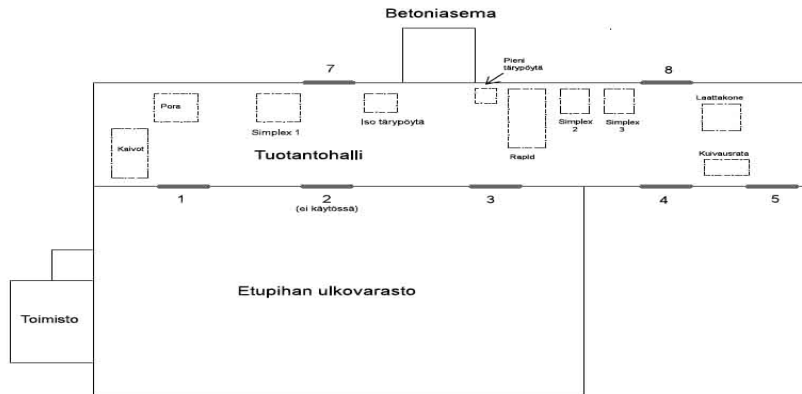 Betoniasema
7
Pieni
tärypöytä
8
Pora
Simplex 1
Iso tärypöytä
Rapid
Simplex
2
Simplex
3
Laattakone
Kaivot
Tuotantohalli
Kuivausrata
1
2
(ei käytössä)
3
4
5
Etupihan ulkovarasto
Toimisto